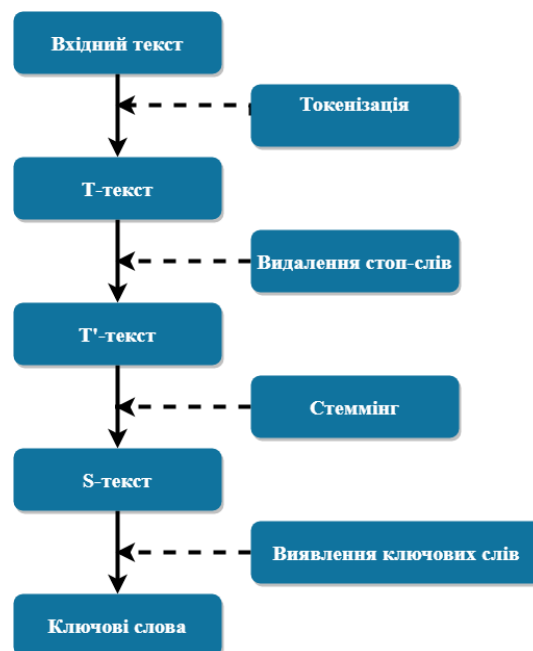 Вхідний текст
Токенізація
Т-текст
Видалення стоп-слів
Т'-текст
Стеммінг
S-текст
Виявлення ключових слів
Ключові слова